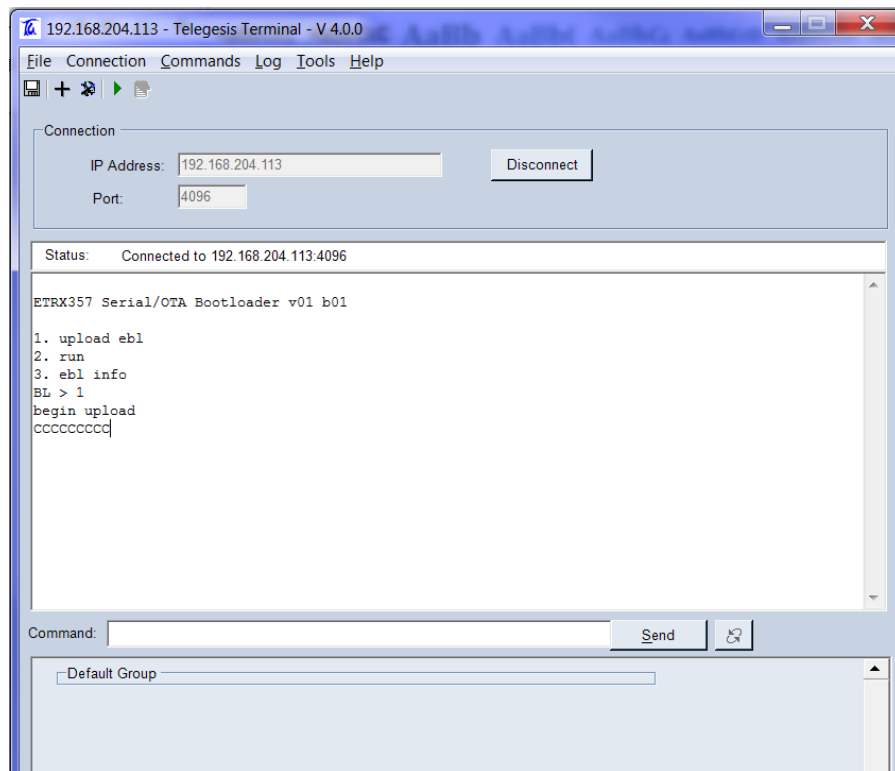 192.168.204.113 - Telegesis Terminal - V 4.0.0
File Connection Commands Log Tools Help
Connection
IP Address: 192.168.204.113 Disconnect
Port: 4096
Status: Connected to 192.168.204.113:4096
ETRX357 Serial/OTA Bootloader v01 b01
1. upload ebl
2. run
3. ebl info
BL > 1
begin upload
CCCCCCCCC
Command: Send
Default Group